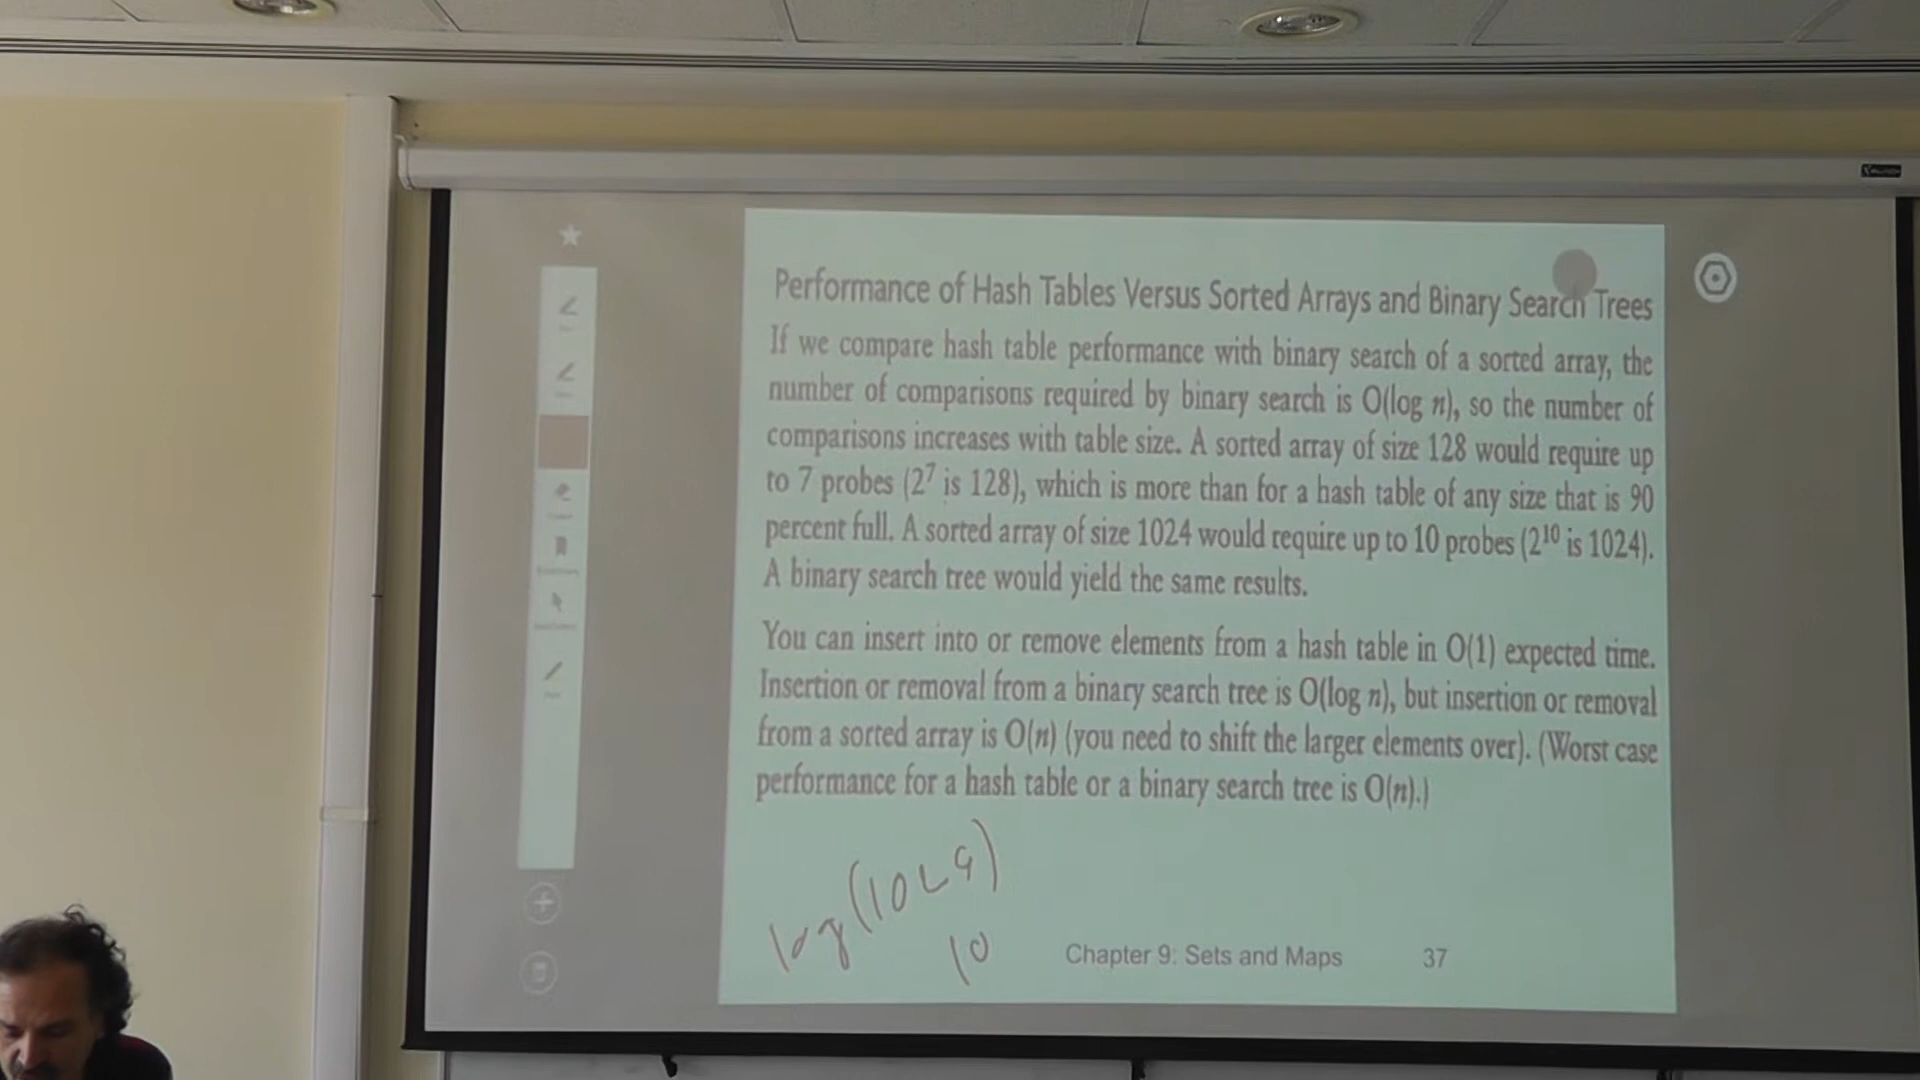 Performance of Hash Tables Versus Sorted Arrays and Binary Search Trees
If we compare hash table performance with binary search of a sorted array, the
number of comparisons required by binary search is O(log n), so the number of
comparisons increases with table size. A sorted array of size 128 would require up
to 7 probes (2⁷ is 128), which is more than for a hash table of any size that is 90
percent full. A sorted array of size 1024 would require up to 10 probes (2¹⁰ is 1024).
A binary search tree would yield the same results.
You can insert into or remove elements from a hash table in O(1) expected time.
Insertion or removal from a binary search tree is O(log n), but insertion or removal
from a sorted array is O(n) (you need to shift the larger elements over). (Worst case
performance for a hash table or a binary search tree is O(n).)
log(1024)
10
Chapter 9: Sets and Maps 37